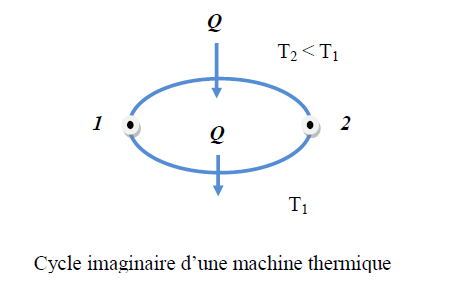 Q
T₂ < T₁
1
2
Q
T₁
Cycle imaginaire d'une machine thermique